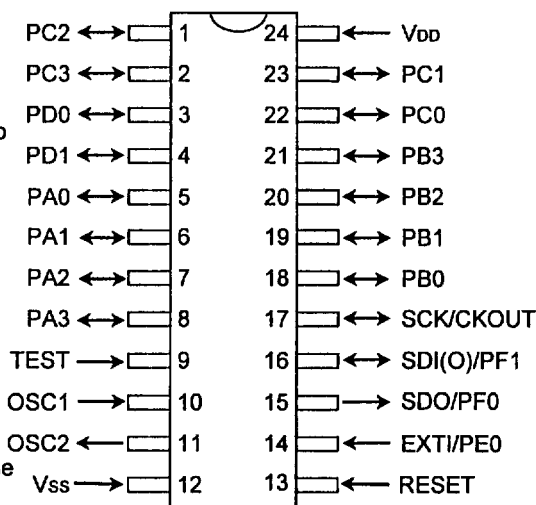 PC2 1 24 VDD
PC3 2 23 PC1
PD0 3 22 PC0
PD1 4 21 PB3
PA0 5 20 PB2
PA1 6 19 PB1
PA2 7 18 PB0
PA3 8 17 SCK/CKOUT
TEST 9 16 SDI(O)/PF1
OSC1 10 15 SDO/PF0
OSC2 11 14 EXTI/PE0
Vss 12 13 RESET